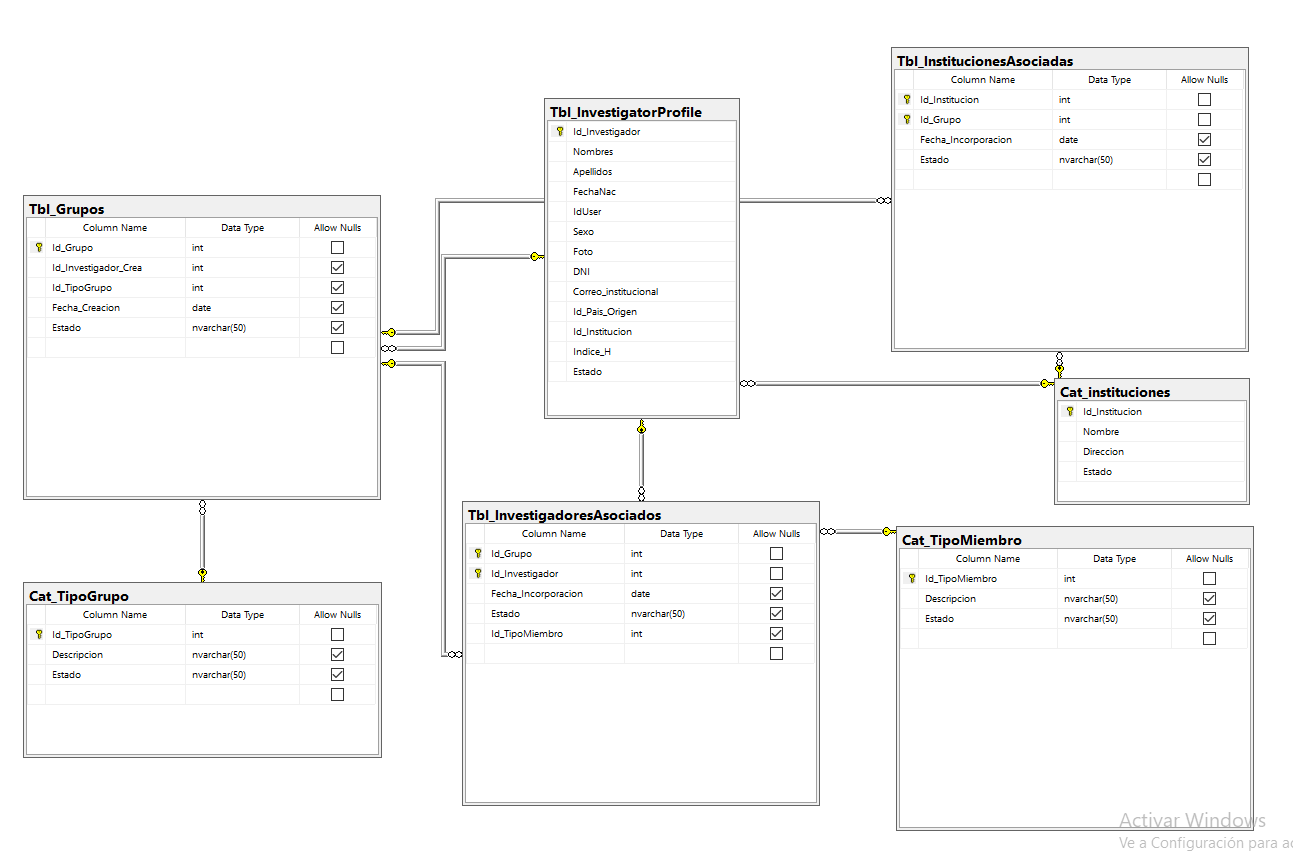 Tbl_InstitucionesAsociadas
Column Name Data Type Allow Nulls
Id_Institucion int
Id_Grupo int
Fecha_Incorporacion date
Estado nvarchar(50)
Tbl_InvestigatorProfile
Id_Investigador
Nombres
Apellidos
FechaNac
IdUser
Sexo
Foto
DNI
Correo_institucional
Id_Pais_Origen
Id_Institucion
Indice_H
Estado
Tbl_Grupos
Column Name Data Type Allow Nulls
Id_Grupo int
Id_Investigador_Crea int
Id_TipoGrupo int
Fecha_Creacion date
Estado nvarchar(50)
Cat_instituciones
Id_Institucion
Nombre
Direccion
Estado
Tbl_InvestigadoresAsociados
Column Name Data Type Allow Nulls
Id_Grupo int
Id_Investigador int
Fecha_Incorporacion date
Estado nvarchar(50)
Id_TipoMiembro int
Cat_TipoMiembro
Column Name Data Type Allow Nulls
Id_TipoMiembro int
Descripcion nvarchar(50)
Estado nvarchar(50)
Cat_TipoGrupo
Column Name Data Type Allow Nulls
Id_TipoGrupo int
Descripcion nvarchar(50)
Estado nvarchar(50)
Activar Windows
Ve a Configuración para ac